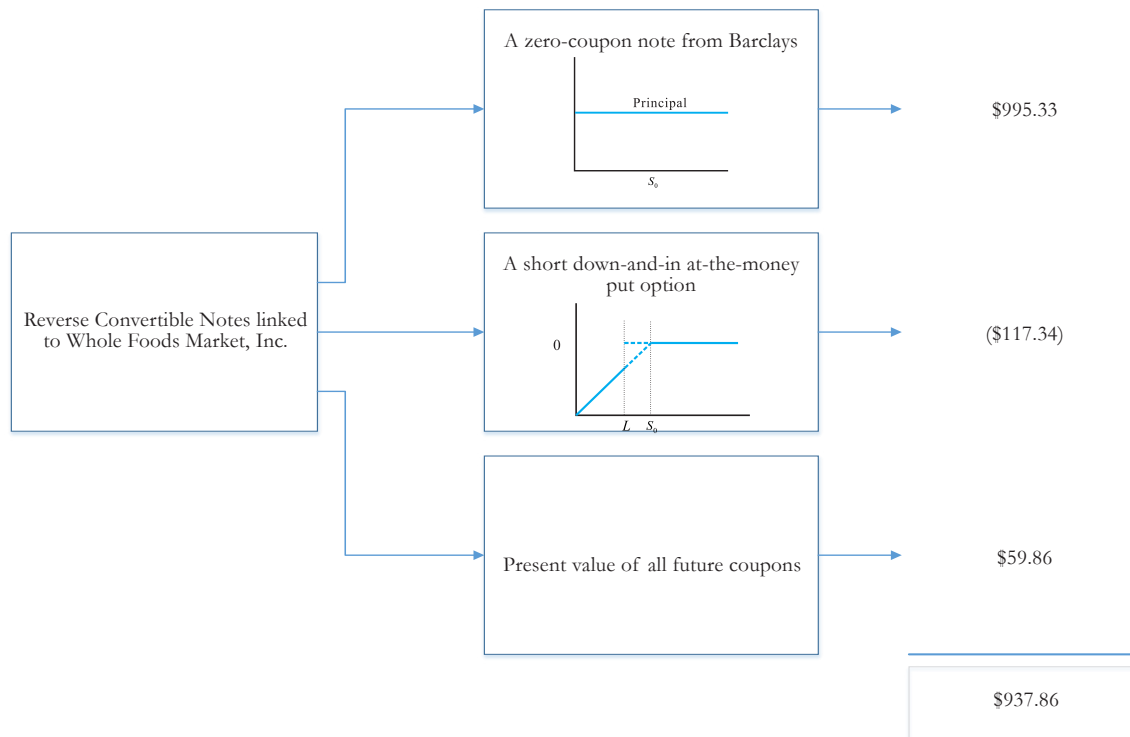 A zero-coupon note from Barclays
Principal
S₀
$995.33
Reverse Convertible Notes linked
to Whole Foods Market, Inc.
A short down-and-in at-the-money
put option
0
L S₀
($117.34)
Present value of all future coupons
$59.86
$937.86